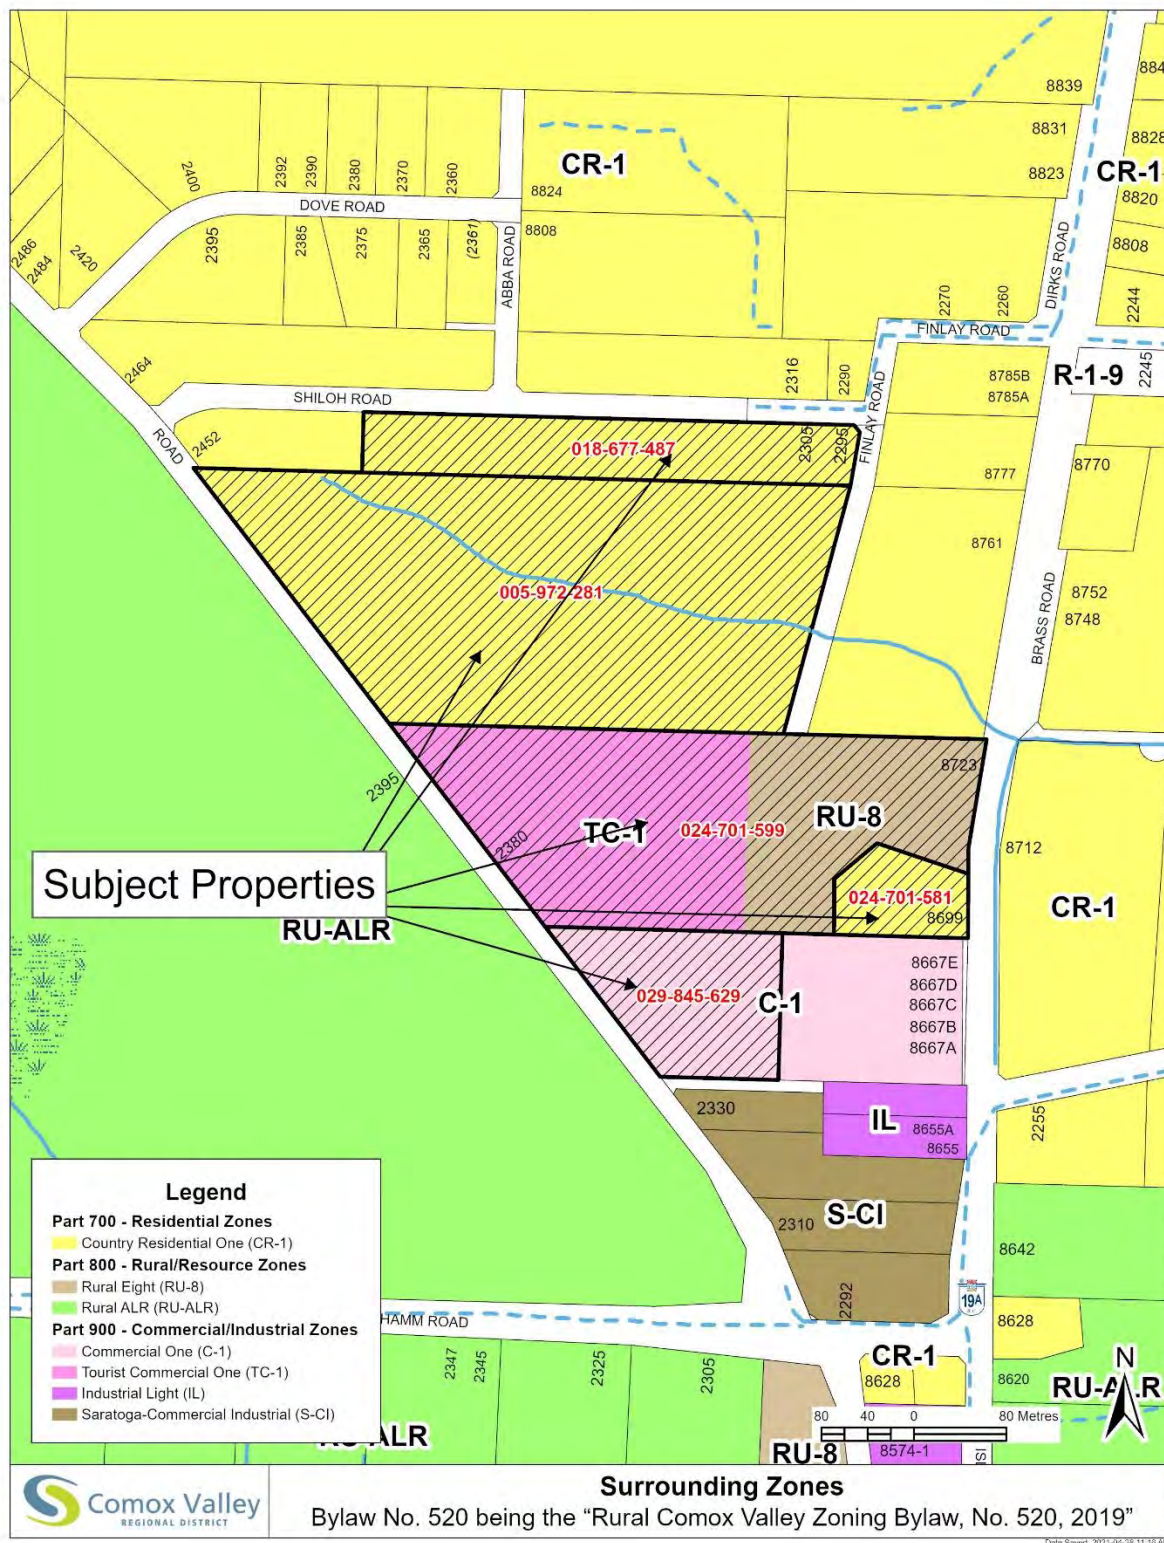 8839
884
8831
8828
CR-1
8823
CR-1
8820
2400
2392
2390
2380
2370
2360
8824
DOVE ROAD
8808
8808
2486
2484
2420
2395
2385
2375
2365
(2361)
ABBA ROAD
DIRKS ROAD
2270
2260
2244
FINLAY ROAD
2464
2316
2290
8785B
R-1-9
2245
8785A
SHILOH ROAD
FINLAY ROAD
ROAD
2452
018-677-487
2305
2295
8777
8770
8761
005-972-281
8752
8748
BRASS ROAD
2395
8723
2380
TC-1
024-701-599
RU-8
8712
Subject Properties
024-701-581
8699
CR-1
RU-ALR
8667E
8667D
029-845-629
C-1
8667C
8667B
8667A
2330
IL
8655A
8655
2255
S-CI
2310
8642
2292
19A
8628
HAMM ROAD
2347
2345
2325
2305
CR-1
8628
8620
RU-ALR
N
80 40 0 80 Metres
RU-ALR
RU-8
8574-1
ISI
Legend
Part 700 - Residential Zones
Country Residential One (CR-1)
Part 800 - Rural/Resource Zones
Rural Eight (RU-8)
Rural ALR (RU-ALR)
Part 900 - Commercial/Industrial Zones
Commercial One (C-1)
Tourist Commercial One (TC-1)
Industrial Light (IL)
Saratoga-Commercial Industrial (S-CI)
Comox Valley
REGIONAL DISTRICT
Surrounding Zones
Bylaw No. 520 being the “Rural Comox Valley Zoning Bylaw, No. 520, 2019”